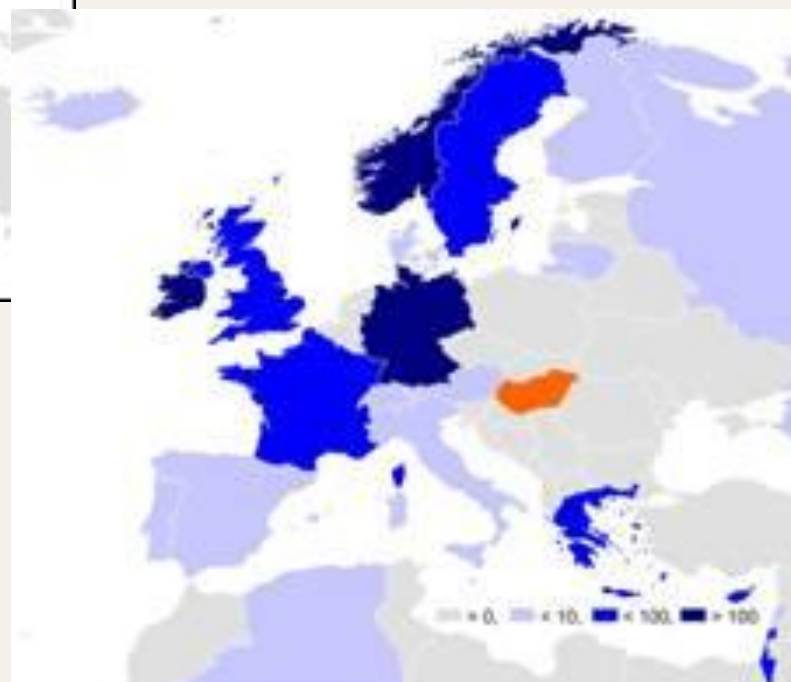 = 0, < 10, < 100, > 100